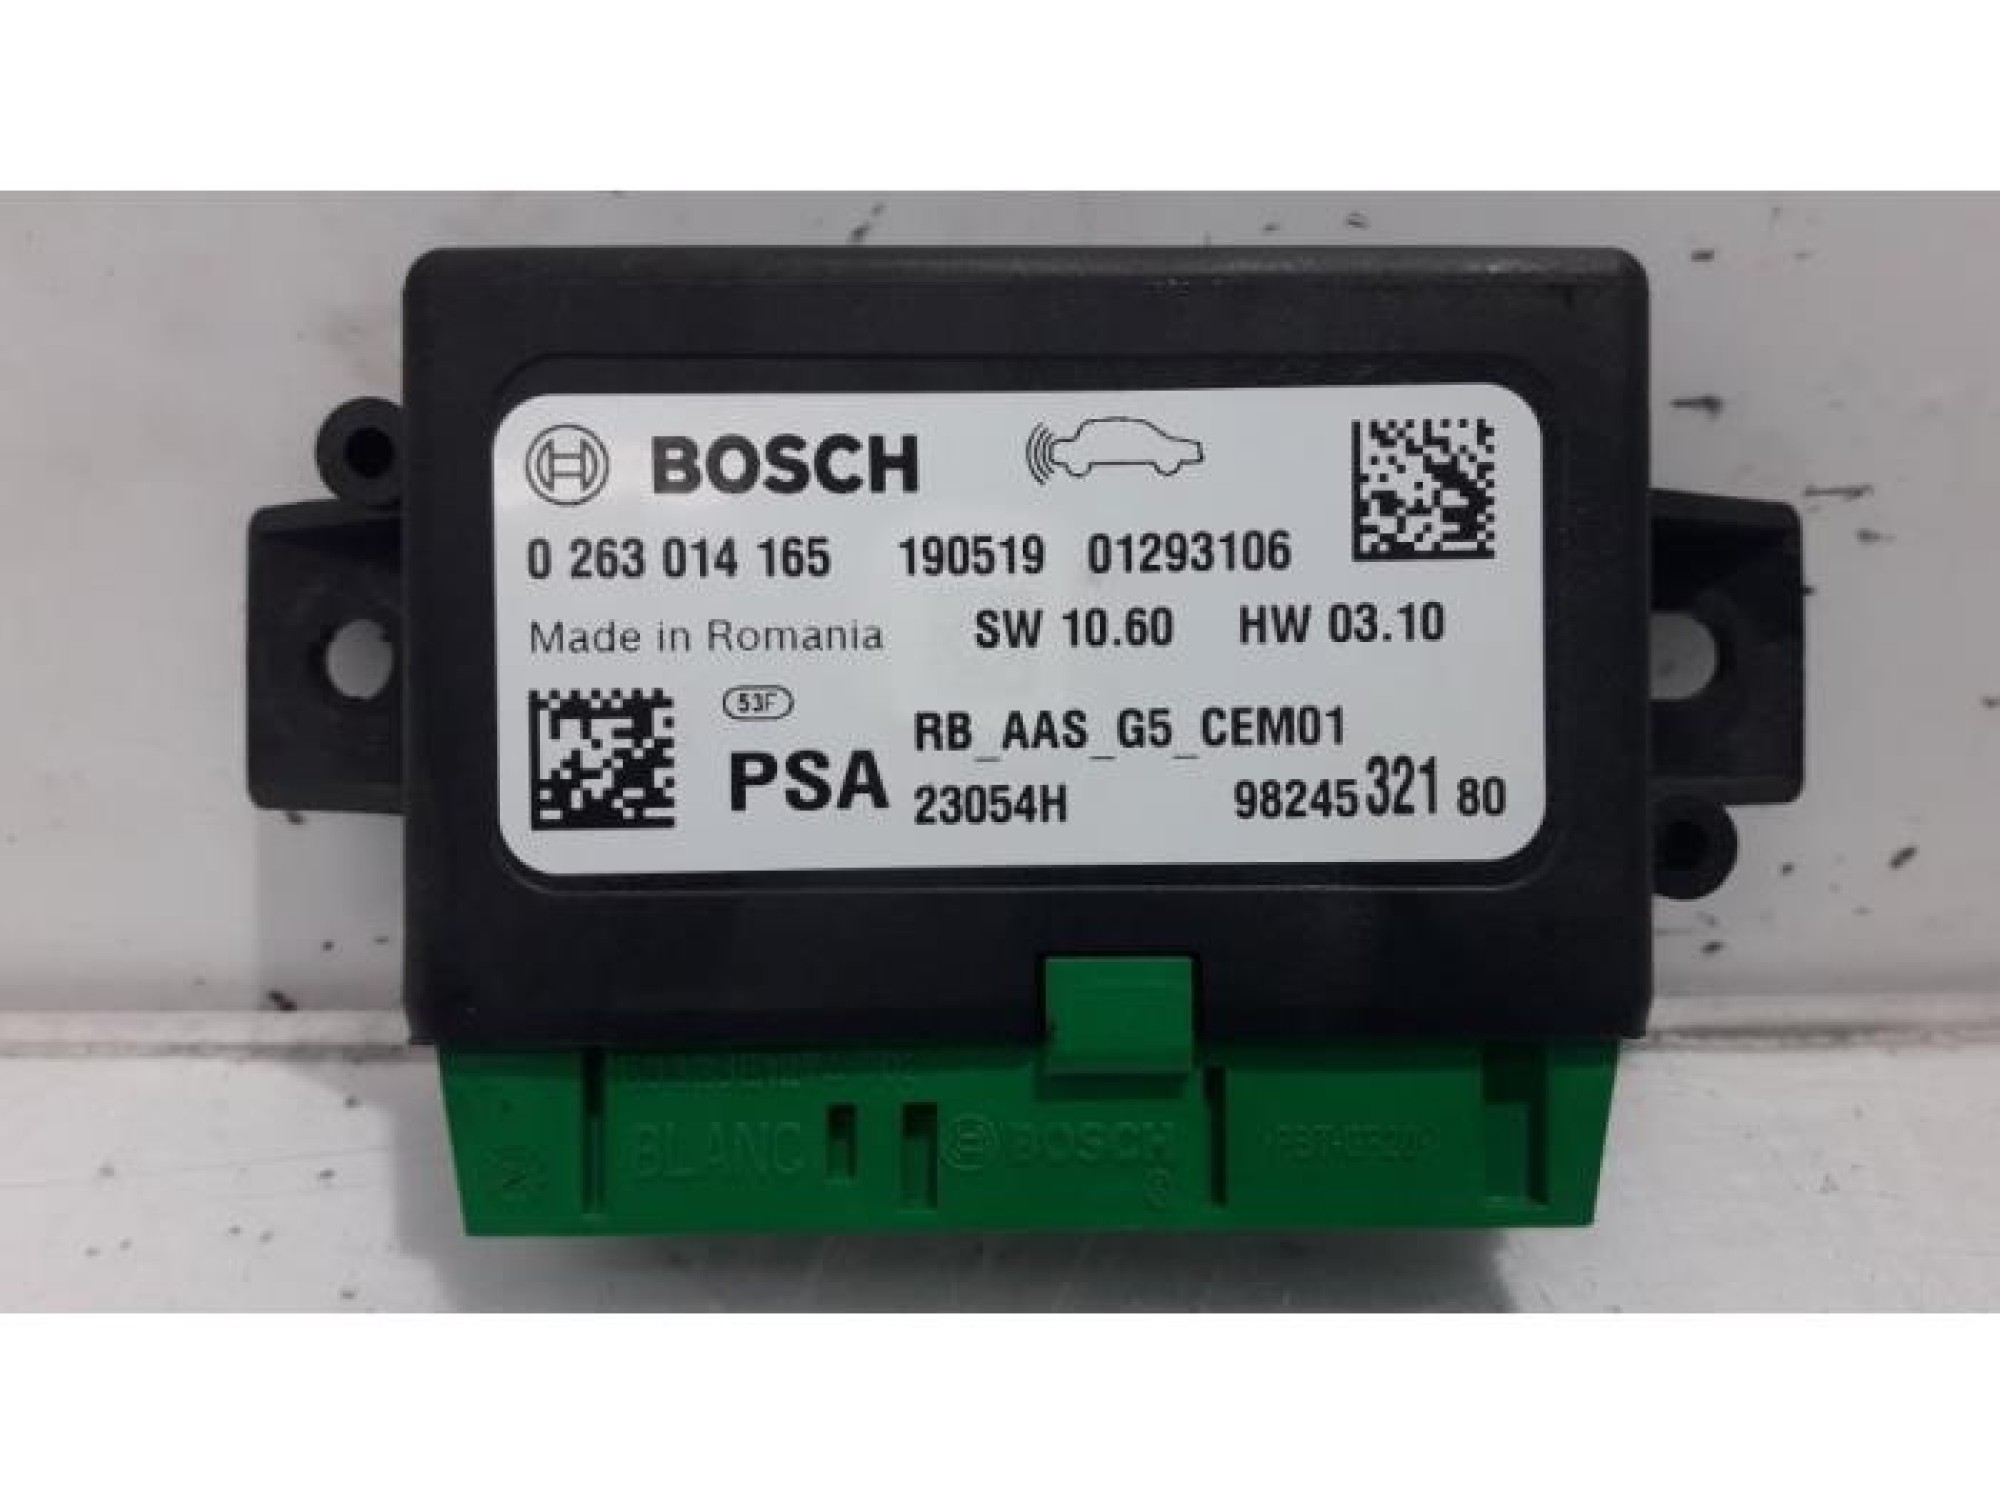 BOSCH
0 263 014 165 190519 01293106
Made in Romania SW 10.60 HW 03.10
53F
RB_AAS_G5_CEM01
PSA 23054H 98245 321 80
BLANC BOSCH